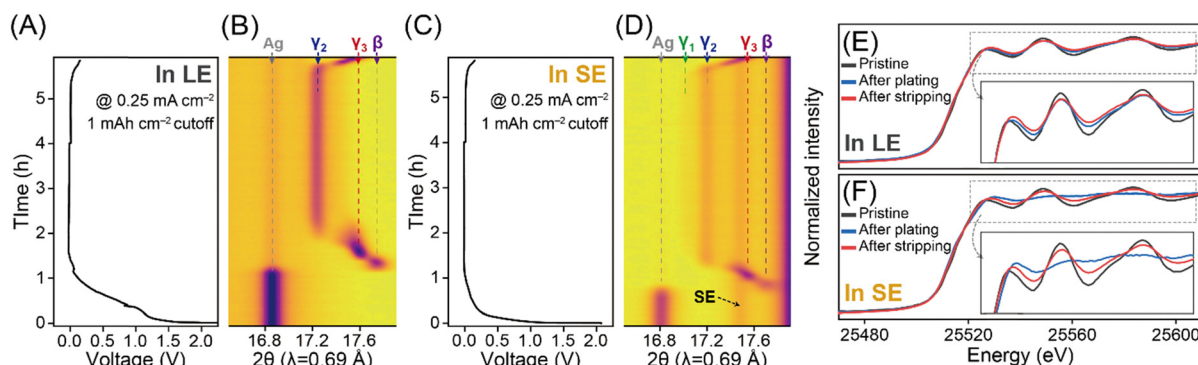 (A)
In LE
@ 0.25 mA cm⁻²
1 mAh cm⁻² cutoff
TIme (h)
5
4
3
2
1
0
0.0 0.5 1.0 1.5 2.0
Voltage (V)
(B)
Ag γ₂ γ₃ β
16.8 17.2 17.6
2θ (λ=0.69 Å)
(C)
In SE
@ 0.25 mA cm⁻²
1 mAh cm⁻² cutoff
TIme (h)
5
4
3
2
1
0
0.0 0.5 1.0 1.5 2.0
Voltage (V)
(D)
Ag γ₁ γ₂ γ₃ β
SE
16.8 17.2 17.6
2θ (λ=0.69 Å)
Normalized intensity
(E)
Pristine
After plating
After stripping
In LE
(F)
Pristine
After plating
After stripping
In SE
25480 25520 25560 25600
Energy (eV)